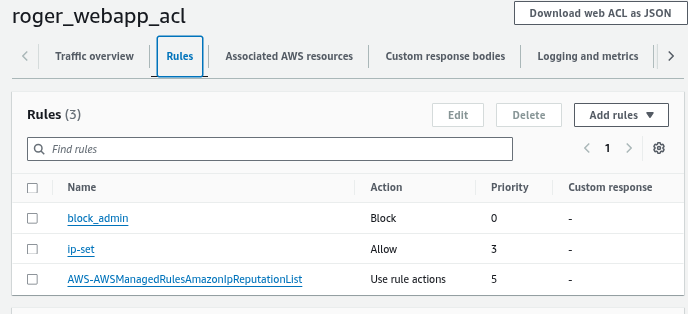 roger_webapp_acl
Download web ACL as JSON
Traffic overview Rules Associated AWS resources Custom response bodies Logging and metrics
Rules (3) Edit Delete Add rules
Find rules 1
Name Action Priority Custom response
block_admin Block 0 -
ip-set Allow 3 -
AWS-AWSManagedRulesAmazonIpReputationList Use rule actions 5 -